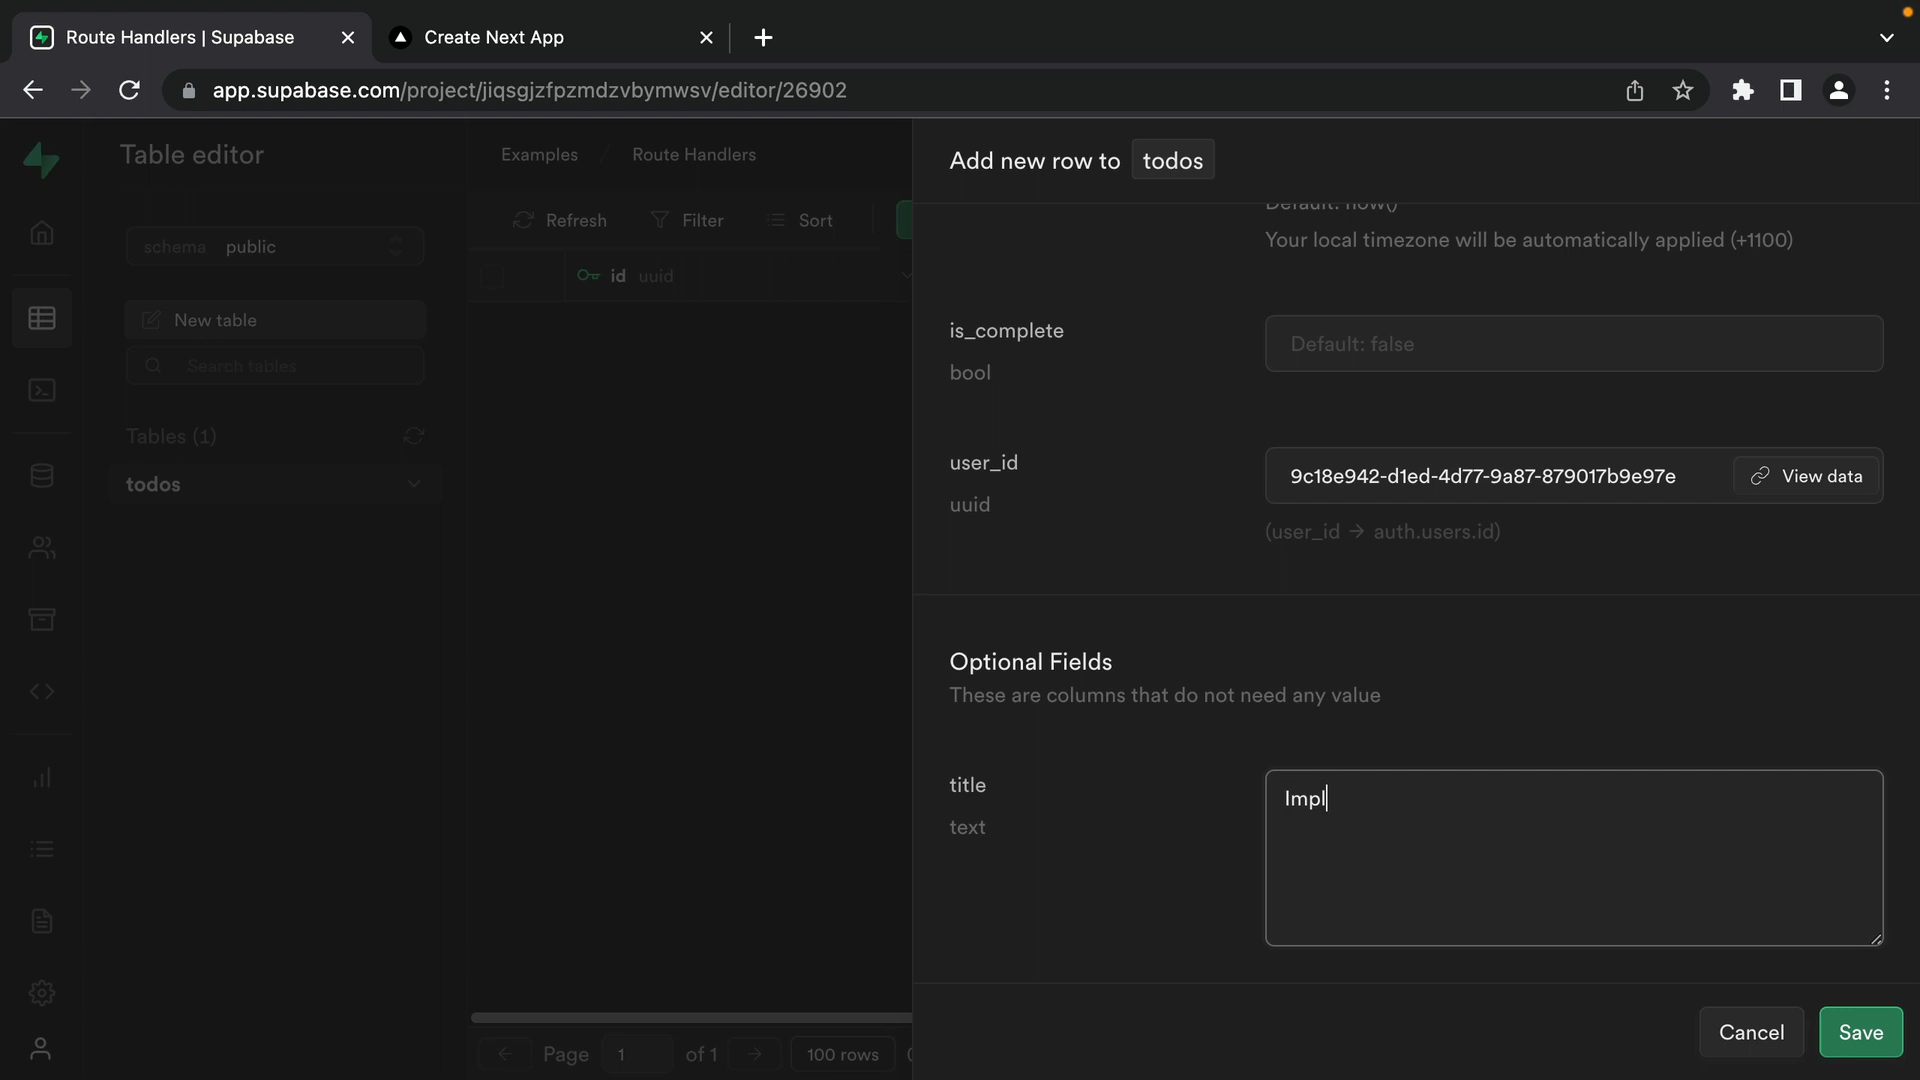 Route Handlers | Supabase
Create Next App
app.supabase.com/project/jiqsgjzfpzmdzvbymwsv/editor/26902
Table editor
Examples / Route Handlers
Add new row to todos
Refresh
Filter
Sort
schema public
id uuid
New table
Search tables
Tables (1)
todos
Default: now()
Your local timezone will be automatically applied (+1100)
is_complete
bool
Default: false
user_id
uuid
9c18e942-d1ed-4d77-9a87-879017b9e97e
View data
(user_id → auth.users.id)
Optional Fields
These are columns that do not need any value
title
text
Impl
Page 1 of 1
100 rows
Cancel
Save